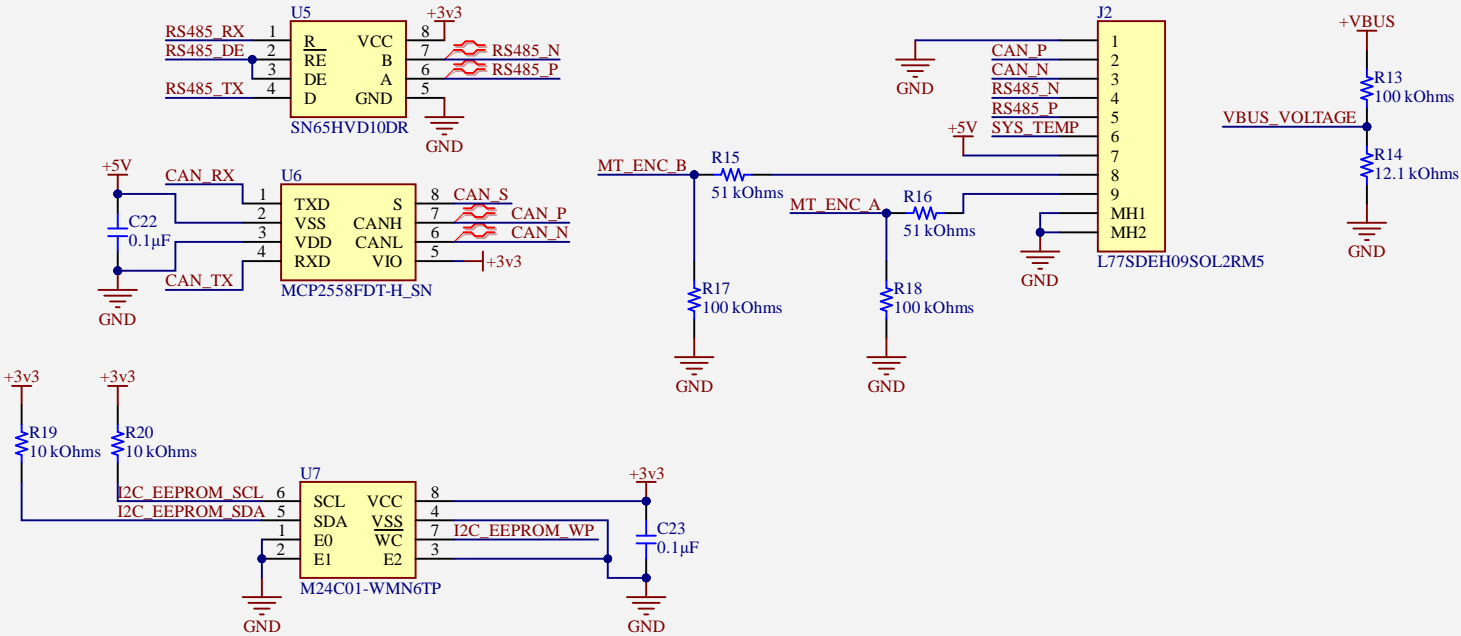 U5
+3v3
RS485_RX 1 R VCC 8
RS485_DE 2 RE B 7 RS485_N
3 DE A 6 RS485_P
RS485_TX 4 D GND 5
SN65HVD10DR
GND
+5V
CAN_RX
U6
1 TXD S 8 CAN_S
C22 2 VSS CANH 7 CAN_P
0.1µF 3 VDD CANL 6 CAN_N
4 RXD VIO 5 +3v3
CAN_TX
MCP2558FDT-H_SN
GND
J2
1
GND
CAN_P 2
CAN_N 3
RS485_N 4
RS485_P 5
+5V SYS_TEMP 6
7
8
9
MH1
MH2
L77SDEH09SOL2RM5
GND
MT_ENC_B
R15
51 kOhms
MT_ENC_A
R16
51 kOhms
R17
100 kOhms
GND
R18
100 kOhms
GND
+VBUS
R13
100 kOhms
VBUS_VOLTAGE
R14
12.1 kOhms
GND
+3v3
+3v3
R19
10 kOhms
R20
10 kOhms
U7
+3v3
I2C_EEPROM_SCL 6 SCL VCC 8
I2C_EEPROM_SDA 5 SDA VSS 4
1 E0 WC 7 I2C_EEPROM_WP
2 E1 E2 3
C23
0.1µF
M24C01-WMN6TP
GND
GND